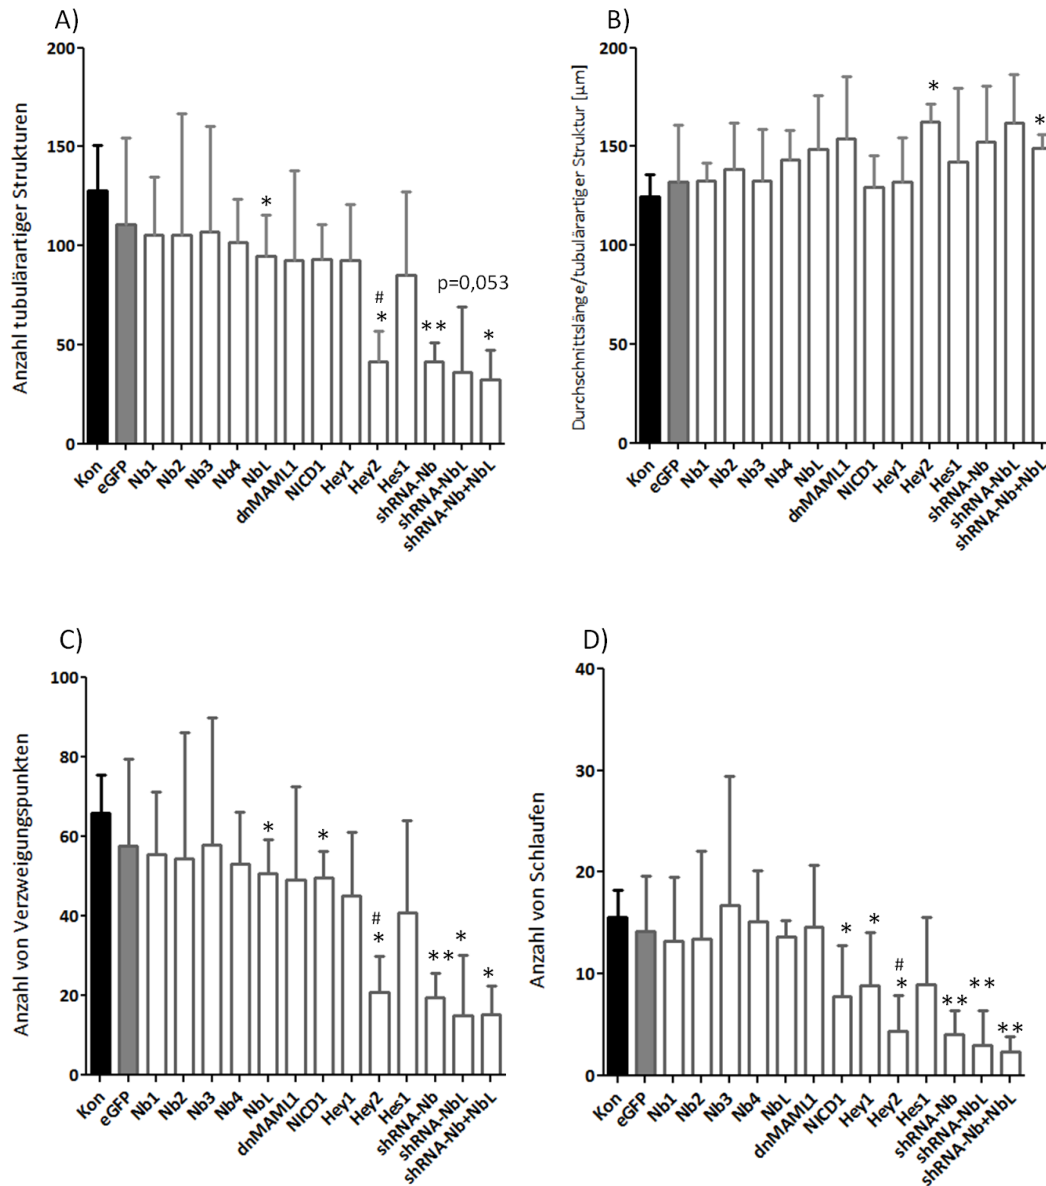 A)
Anzahl tubulärartiger Strukturen
200
150
100
50
0
*
#
*
**
p=0,053
*
Kon
eGFP
Nb1
Nb2
Nb3
Nb4
NbL
dnMAML1
NICD1
Hey1
Hey2
Hes1
shRNA-Nb
shRNA-NbL
shRNA-Nb+NbL
B)
Durchschnittslänge/tubulärartiger Struktur [µm]
200
150
100
50
0
*
*
Kon
eGFP
Nb1
Nb2
Nb3
Nb4
NbL
dnMAML1
NICD1
Hey1
Hey2
Hes1
shRNA-Nb
shRNA-NbL
shRNA-Nb+NbL
C)
Anzahl von Verzweigungspunkten
100
80
60
40
20
0
*
*
#
*
**
*
*
Kon
eGFP
Nb1
Nb2
Nb3
Nb4
NbL
dnMAML1
NICD1
Hey1
Hey2
Hes1
shRNA-Nb
shRNA-NbL
shRNA-Nb+NbL
D)
Anzahl von Schlaufen
40
30
20
10
0
*
*
#
*
**
**
**
Kon
eGFP
Nb1
Nb2
Nb3
Nb4
NbL
dnMAML1
NICD1
Hey1
Hey2
Hes1
shRNA-Nb
shRNA-NbL
shRNA-Nb+NbL